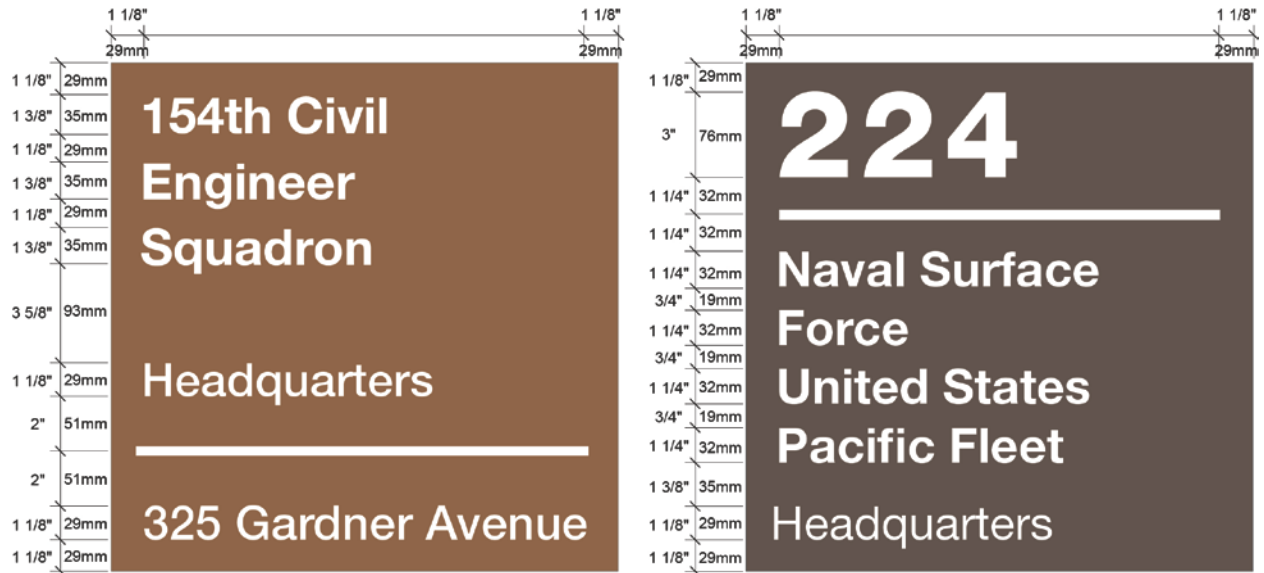 1 1/8" 1 1/8"
29mm 29mm
1 1/8" 29mm
1 3/8" 35mm
1 1/8" 29mm
1 3/8" 35mm
1 1/8" 29mm
1 3/8" 35mm
3 5/8" 93mm
1 1/8" 29mm
2" 51mm
2" 51mm
1 1/8" 29mm
1 1/8" 29mm
154th Civil
Engineer
Squadron
Headquarters
325 Gardner Avenue
1 1/8" 1 1/8"
29mm 29mm
1 1/8" 29mm
3" 76mm
1 1/4" 32mm
1 1/4" 32mm
1 1/4" 32mm
3/4" 19mm
1 1/4" 32mm
3/4" 19mm
1 1/4" 32mm
3/4" 19mm
1 1/4" 32mm
1 3/8" 35mm
1 1/8" 29mm
1 1/8" 29mm
224
Naval Surface
Force
United States
Pacific Fleet
Headquarters